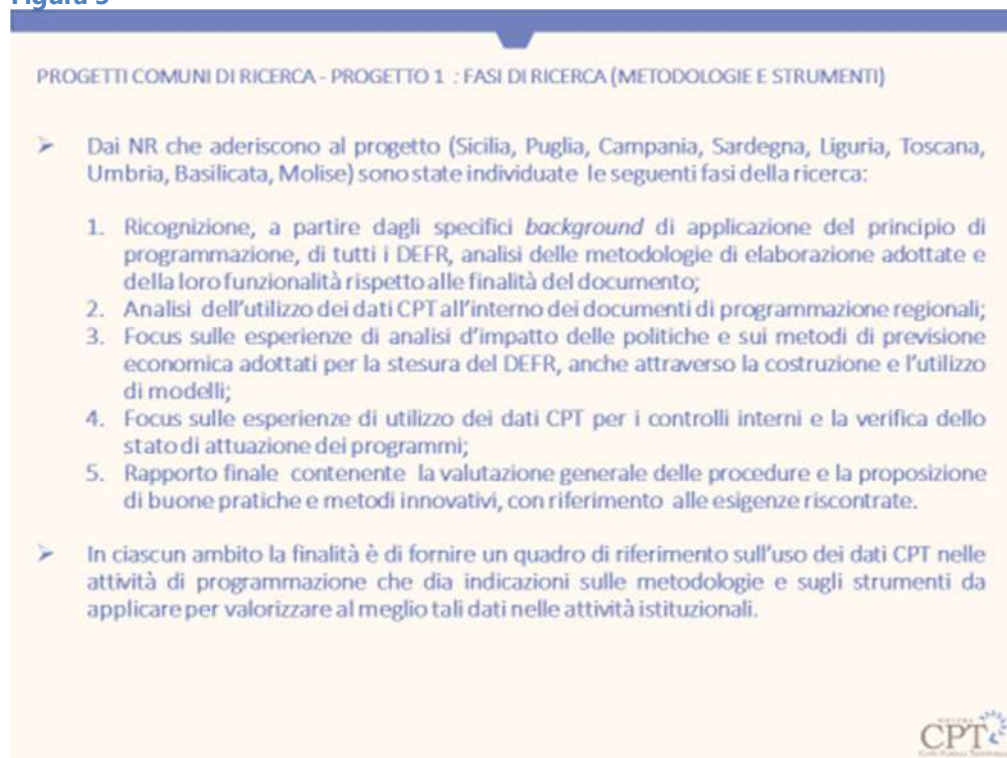 Figura 3
PROGETTI COMUNI DI RICERCA - PROGETTO 1 : FASI DI RICERCA (METODOLOGIE E STRUMENTI)
➢ Dai NR che aderiscono al progetto (Sicilia, Puglia, Campania, Sardegna, Liguria, Toscana,
Umbria, Basilicata, Molise) sono state individuate le seguenti fasi della ricerca:
1. Ricognizione, a partire dagli specifici background di applicazione del principio di
programmazione, di tutti i DEFR, analisi delle metodologie di elaborazione adottate e
della loro funzionalità rispetto alle finalità del documento;
2. Analisi dell'utilizzo dei dati CPT all'interno dei documenti di programmazione regionali;
3. Focus sulle esperienze di analisi d'impatto delle politiche e sui metodi di previsione
economica adottati per la stesura del DEFR, anche attraverso la costruzione e l'utilizzo
di modelli;
4. Focus sulle esperienze di utilizzo dei dati CPT per i controlli interni e la verifica dello
stato di attuazione dei programmi;
5. Rapporto finale contenente la valutazione generale delle procedure e la proposizione
di buone pratiche e metodi innovativi, con riferimento alle esigenze riscontrate.
➢ In ciascun ambito la finalità è di fornire un quadro di riferimento sull'uso dei dati CPT nelle
attività di programmazione che dia indicazioni sulle metodologie e sugli strumenti da
applicare per valorizzare al meglio tali dati nelle attività istituzionali.
CPT